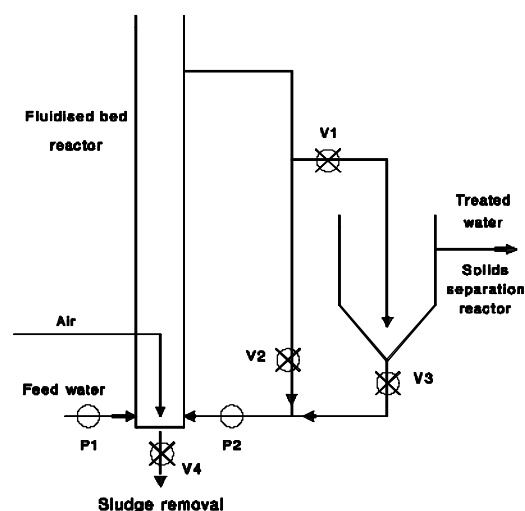 Fluidised bed
reactor
V1
Treated
water
Solids
separation
reactor
Air
V2
V3
Feed water
P1
P2
V4
Sludge removal